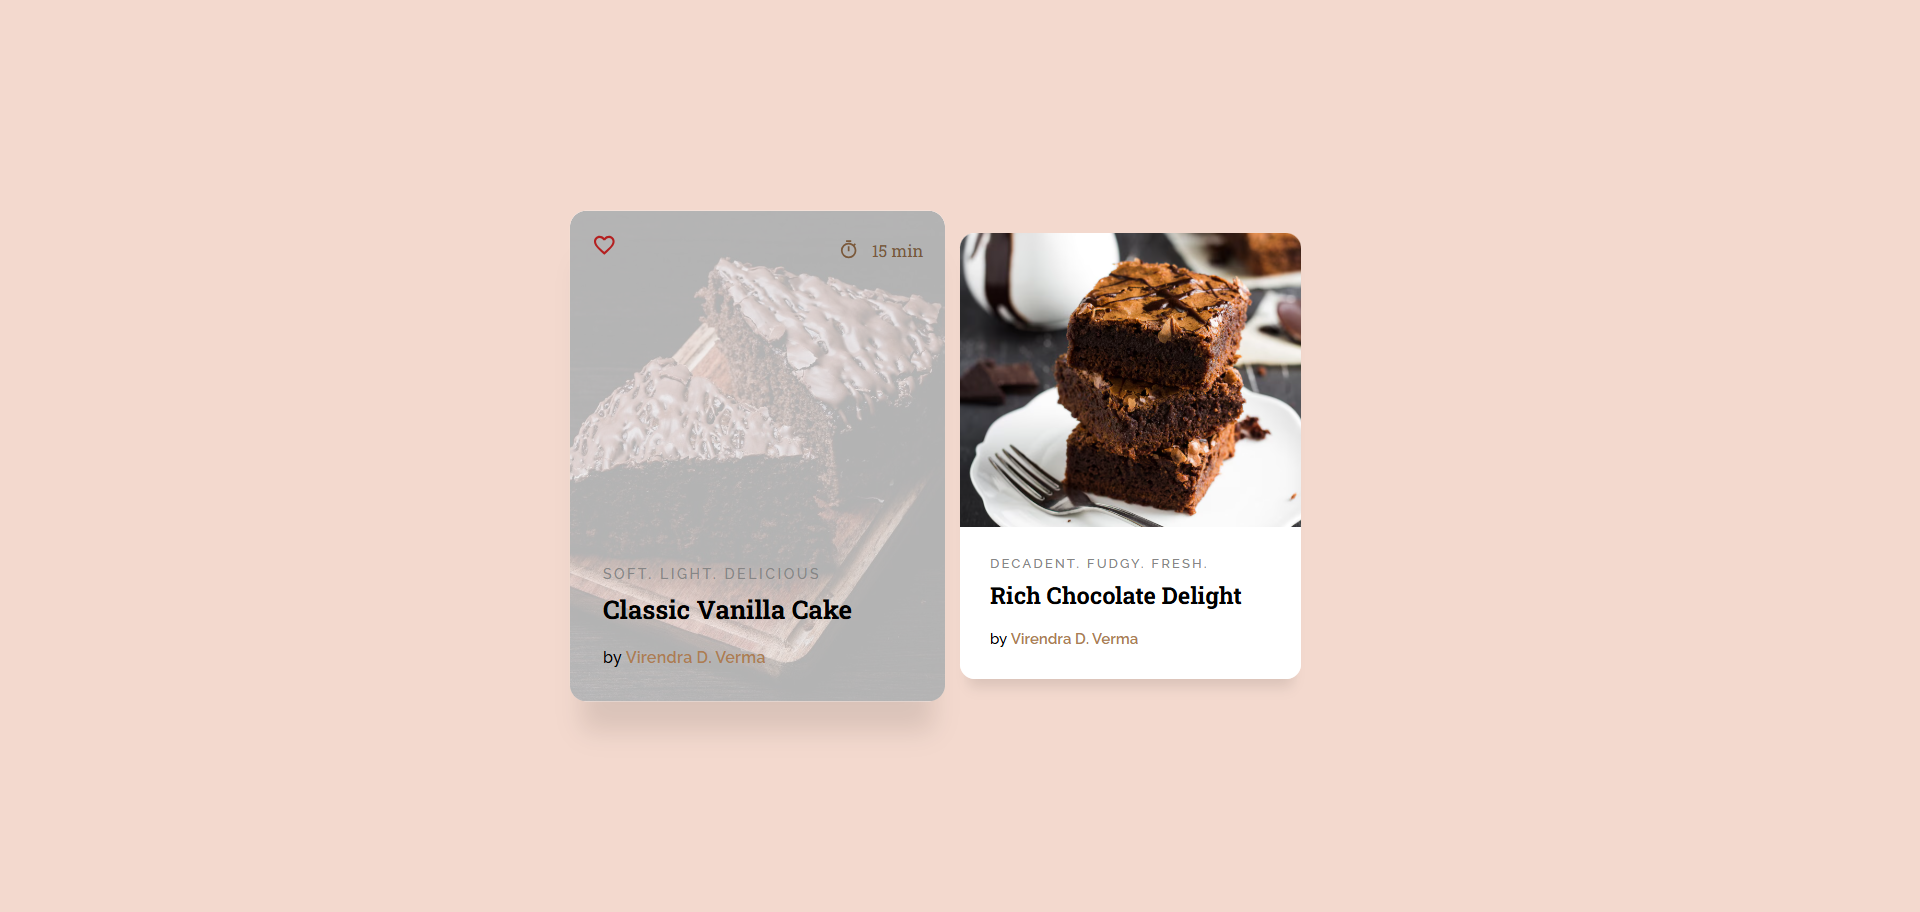 15 min
SOFT. LIGHT. DELICIOUS
Classic Vanilla Cake
by Virendra D. Verma
DECADENT. FUDGY. FRESH.
Rich Chocolate Delight
by Virendra D. Verma